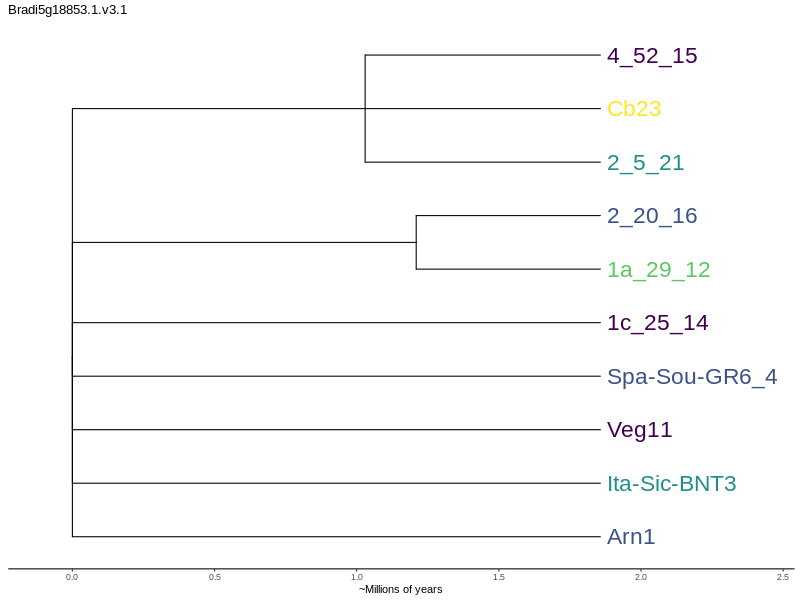 Bradi5g18853.1.v3.1
4_52_15
Cb23
2_5_21
2_20_16
1a_29_12
1c_25_14
Spa-Sou-GR6_4
Veg11
Ita-Sic-BNT3
Arn1
0.0 0.5 1.0 1.5 2.0 2.5
~Millions of years